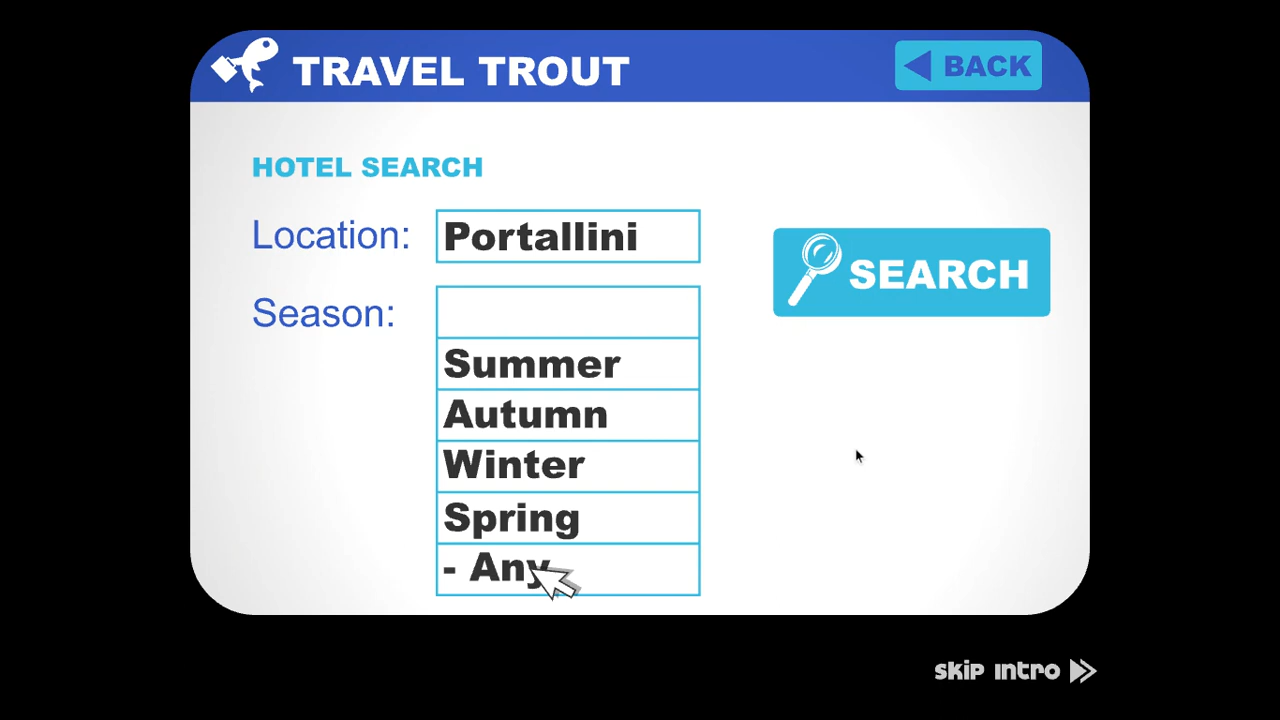 TRAVEL TROUT
BACK
HOTEL SEARCH
Location: Portallini
SEARCH
Season:
Summer
Autumn
Winter
Spring
- Any
skip intro